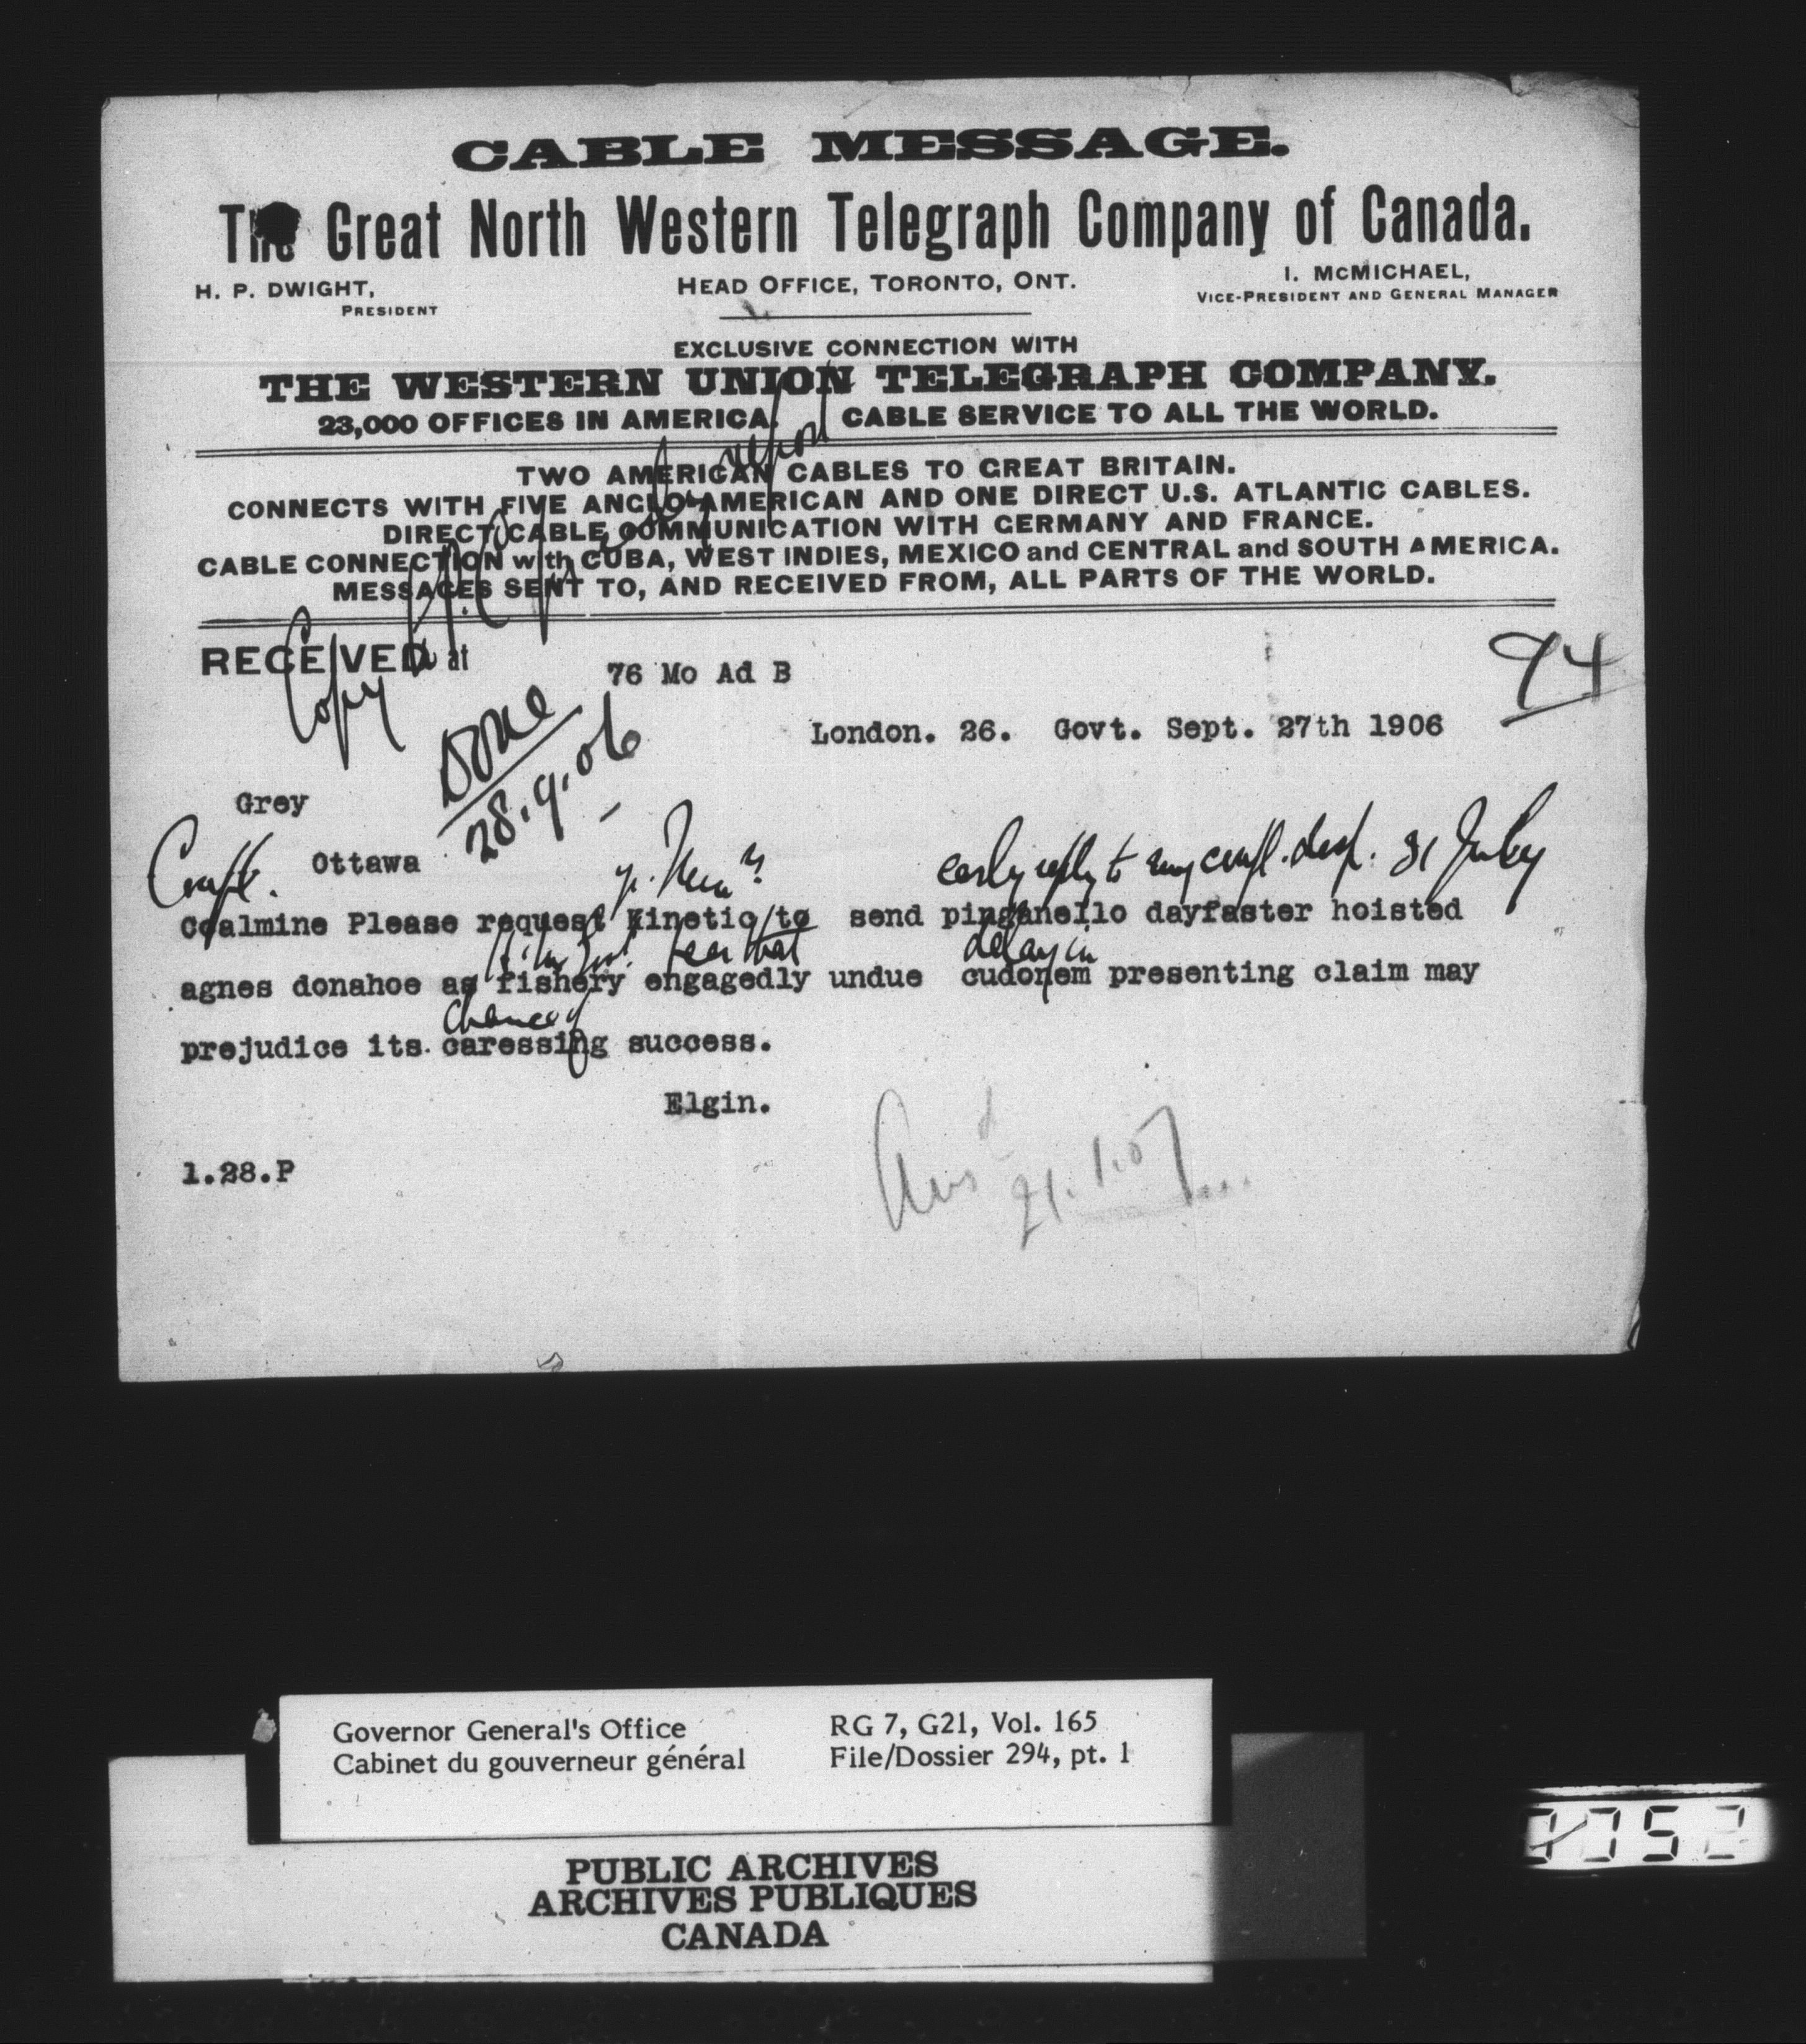 CABLE MESSAGE.
The Great North Western Telegraph Company of Canada.
H. P. DWIGHT,
PRESIDENT
HEAD OFFICE, TORONTO, ONT.
I. McMICHAEL,
VICE-PRESIDENT AND GENERAL MANAGER
EXCLUSIVE CONNECTION WITH
THE WESTERN UNION TELEGRAPH COMPANY.
23,000 OFFICES IN AMERICA. CABLE SERVICE TO ALL THE WORLD.
TWO AMERICAN CABLES TO GREAT BRITAIN.
CONNECTS WITH FIVE ANGLO-AMERICAN AND ONE DIRECT U.S. ATLANTIC CABLES.
DIRECT CABLE COMMUNICATION WITH GERMANY AND FRANCE.
CABLE CONNECTION with CUBA, WEST INDIES, MEXICO and CENTRAL and SOUTH AMERICA.
MESSAGES SENT TO, AND RECEIVED FROM, ALL PARTS OF THE WORLD.
RECEIVED at
Copy
76 Mo Ad B
94
London. 26. Govt. Sept. 27th 1906
Done
28.9.06
Grey
Ottawa
Confl.
early reply to my confl. desp. 31 July
Coalmine Please request Kinetic to send pinganello dayfaster hoisted
fear that
delay in
agnes donahoe as fishery engagedly undue cudonem presenting claim may
chance of
prejudice its caressing success.
Elgin.
1.28.P
Ansd 21.1.07
Governor General's Office
Cabinet du gouverneur général
RG 7, G21, Vol. 165
File/Dossier 294, pt. 1
PUBLIC ARCHIVES
ARCHIVES PUBLIQUES
CANADA